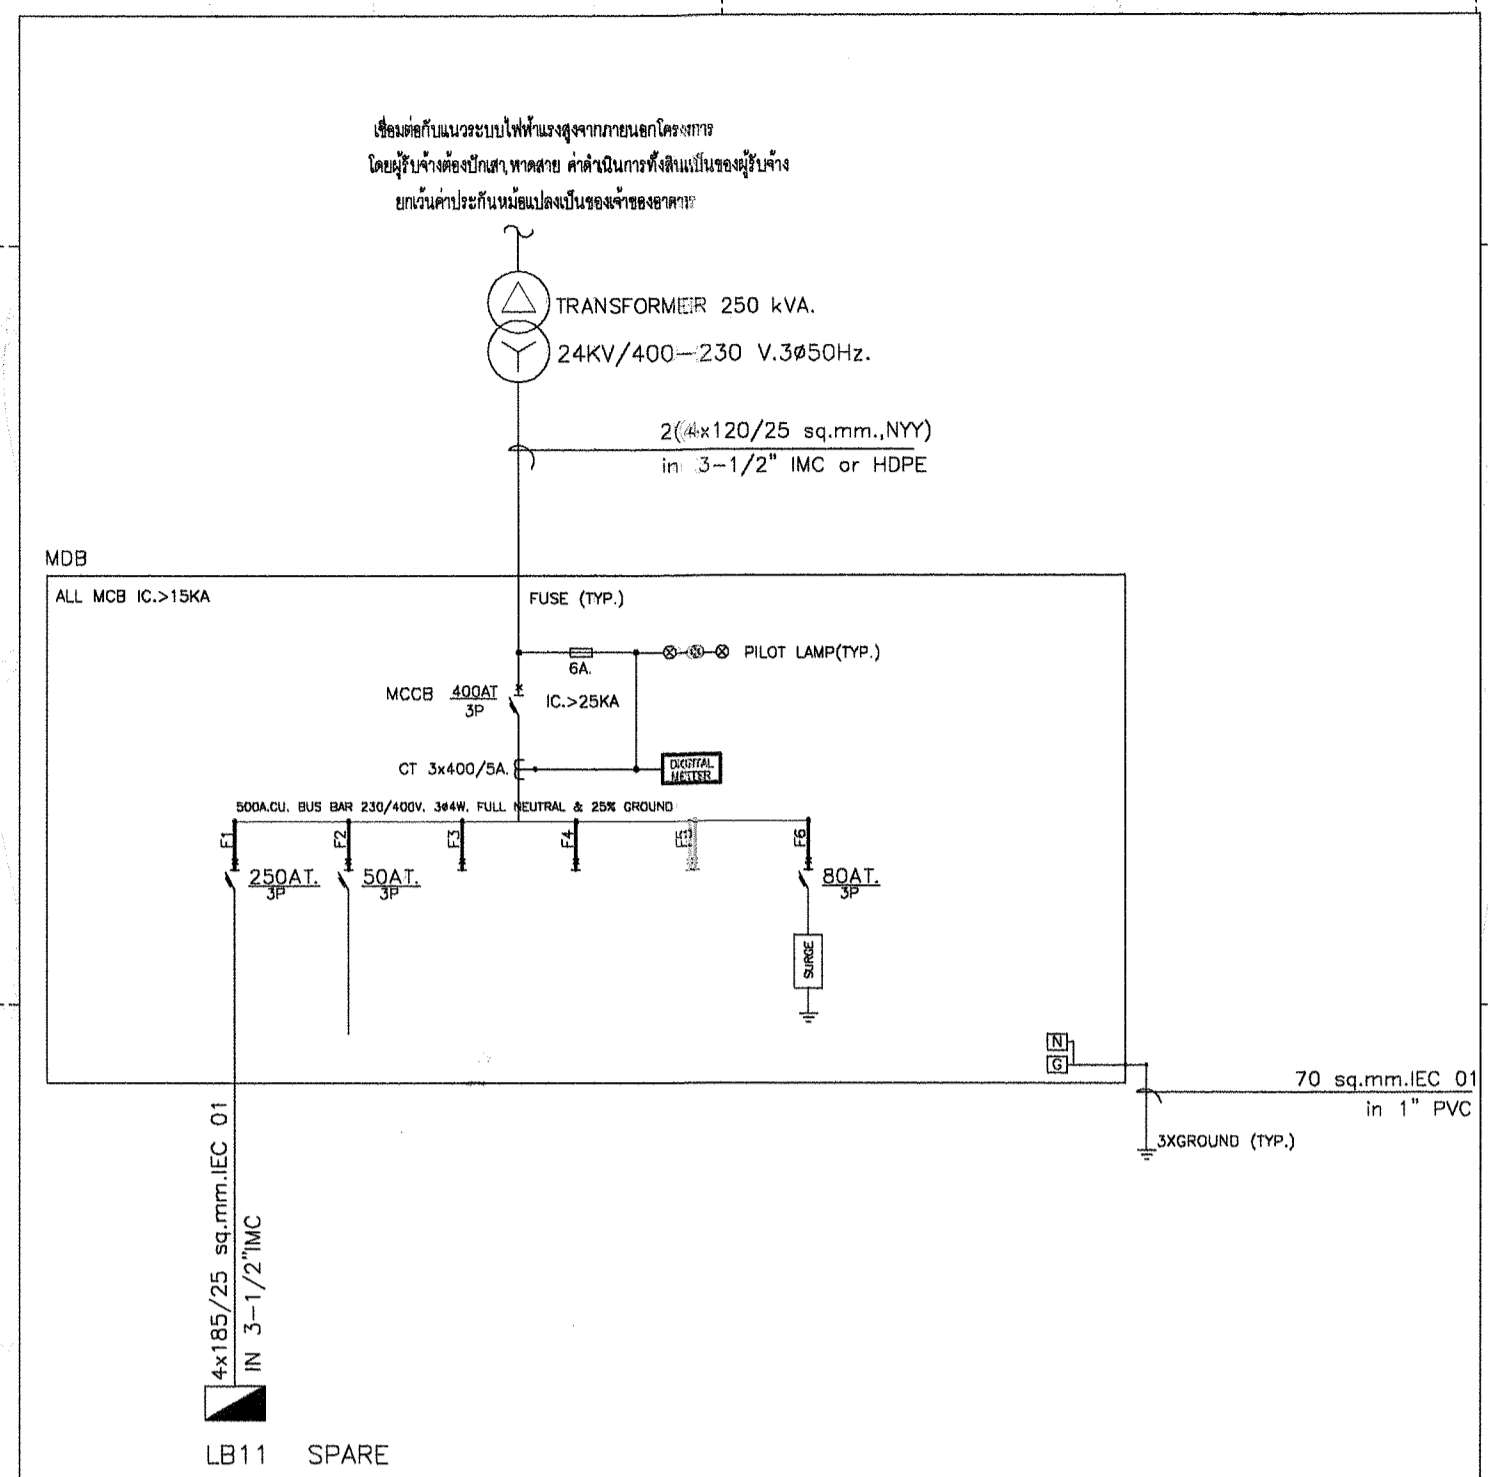 เชื่อมต่อกับแนวระบบไฟฟ้าแรงสูงจากภายนอกโครงการ
โดยผู้รับจ้างต้องปักเสา,พาดสาย ค่าดำเนินการทั้งสิ้นเป็นของผู้รับจ้าง
ยกเว้นค่าประกันหม้อแปลงเป็นของเจ้าของอาคาร
TRANSFORMER 250 kVA.
24KV/400-230 V.3ø50Hz.
2(4x120/25 sq.mm.,NYY)
in 3-1/2" IMC or HDPE
MDB
ALL MCB IC.>15KA
FUSE (TYP.)
6A.
PILOT LAMP(TYP.)
MCCB 400AT
3P
IC.>25KA
CT 3x400/5A.
DIGITAL
METER
500A.CU. BUS BAR 230/400V. 3ø4W. FULL NEUTRAL & 25% GROUND
F1 F2 F3 F4 F5 F6
250AT.
3P
50AT.
3P
80AT.
3P
SURGE
N
G
70 sq.mm.IEC 01
in 1" PVC
3XGROUND (TYP.)
4x185/25 sq.mm.IEC 01
IN 3-1/2"IMC
LB11 SPARE